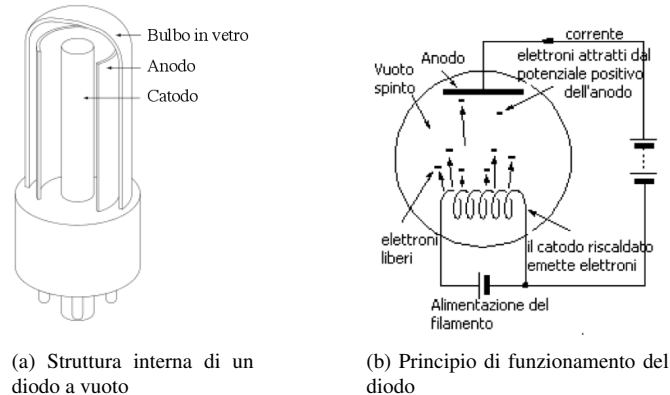 Bulbo in vetro
Anodo
Catodo
corrente
elettroni attratti dal
potenziale positivo
dell'anodo
Anodo
Vuoto
spinto
elettroni
liberi
il catodo riscaldato
emette elettroni
Alimentazione del
filamento
(a) Struttura interna di un
diodo a vuoto
(b) Principio di funzionamento del
diodo